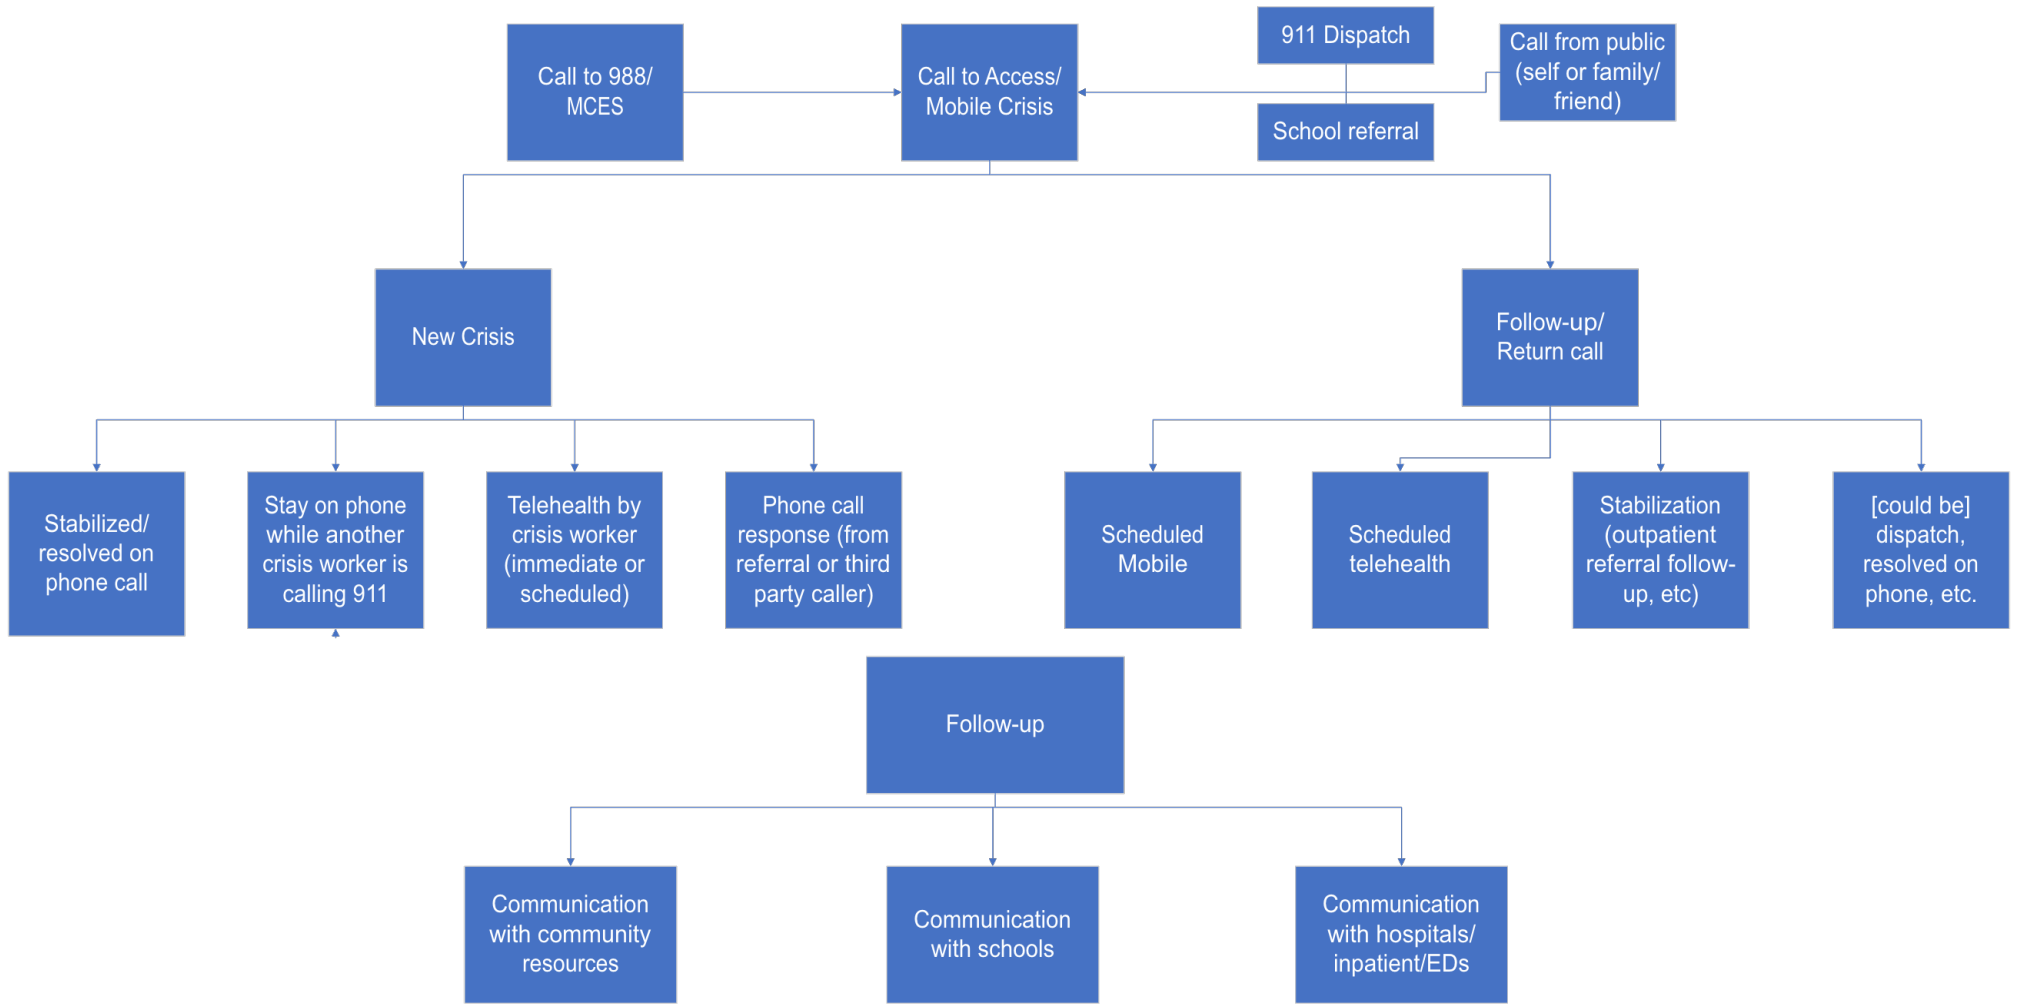 Call to 988/
MCES
Call to Access/
Mobile Crisis
911 Dispatch
School referral
Call from public
(self or family/
friend)
New Crisis
Follow-up/
Return call
Stabilized/
resolved on
phone call
Stay on phone
while another
crisis worker is
calling 911
Telehealth by
crisis worker
(immediate or
scheduled)
Phone call
response (from
referral or third
party caller)
Scheduled
Mobile
Scheduled
telehealth
Stabilization
(outpatient
referral follow-
up, etc)
[could be]
dispatch,
resolved on
phone, etc.
Follow-up
Communication
with community
resources
Communication
with schools
Communication
with hospitals/
inpatient/EDs